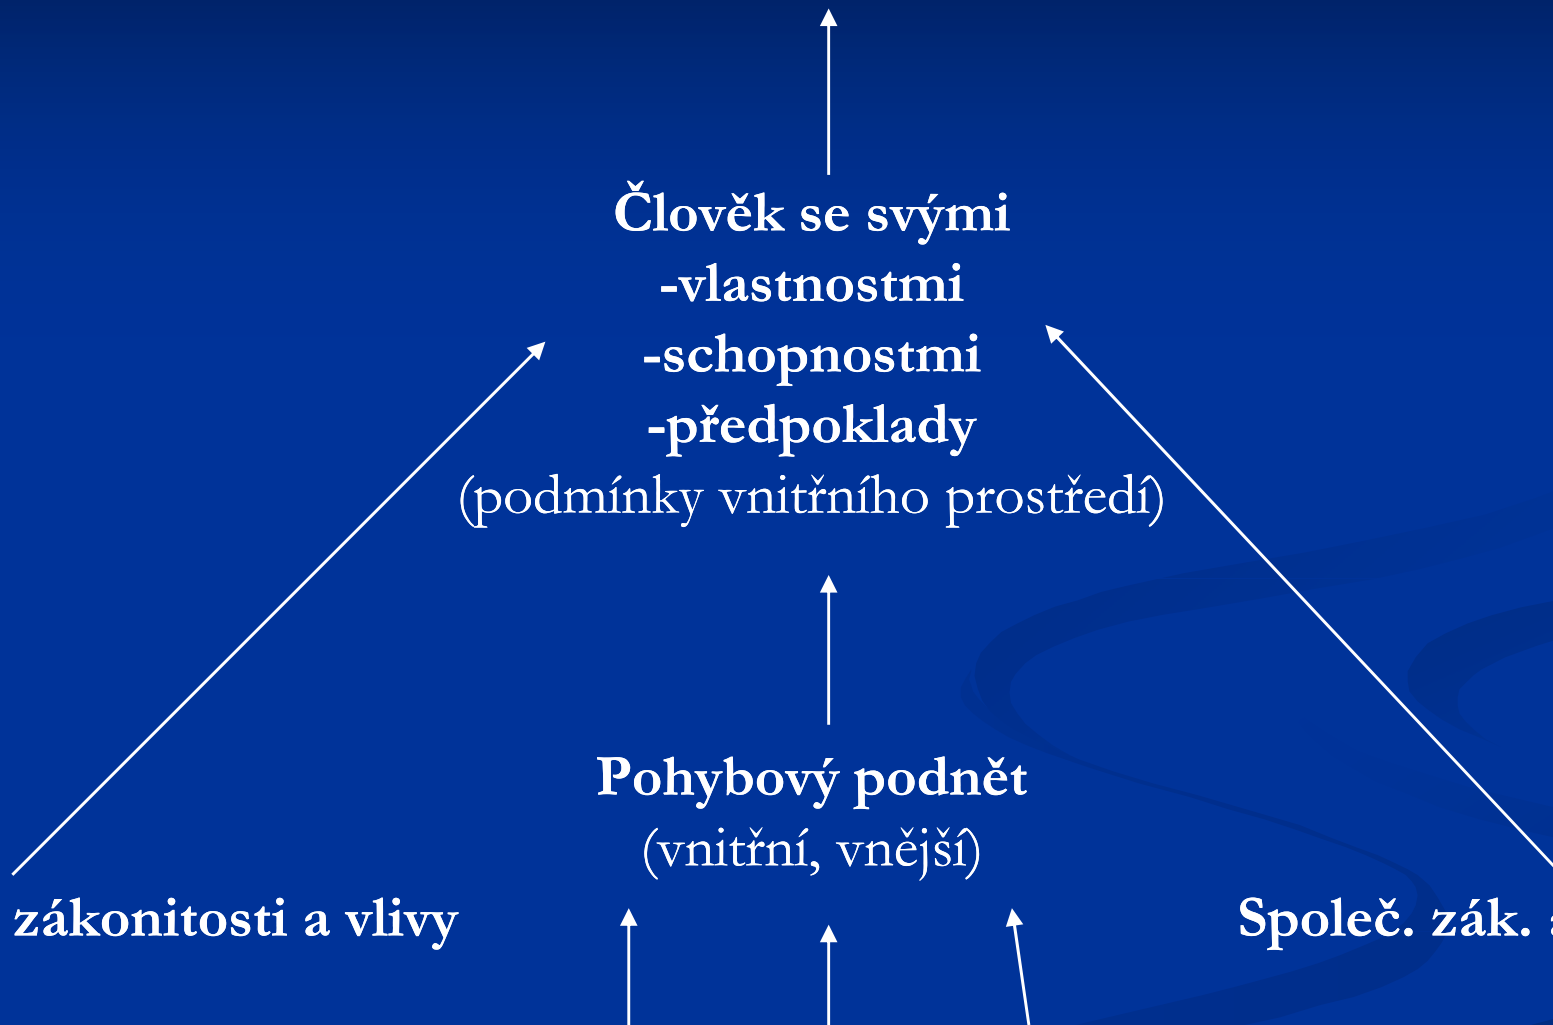 Člověk se svými
-vlastnostmi
-schopnostmi
-předpoklady
(podmínky vnitřního prostředí)
Pohybový podnět
(vnitřní, vnější)
zákonitosti a vlivy
Společ. zák. a